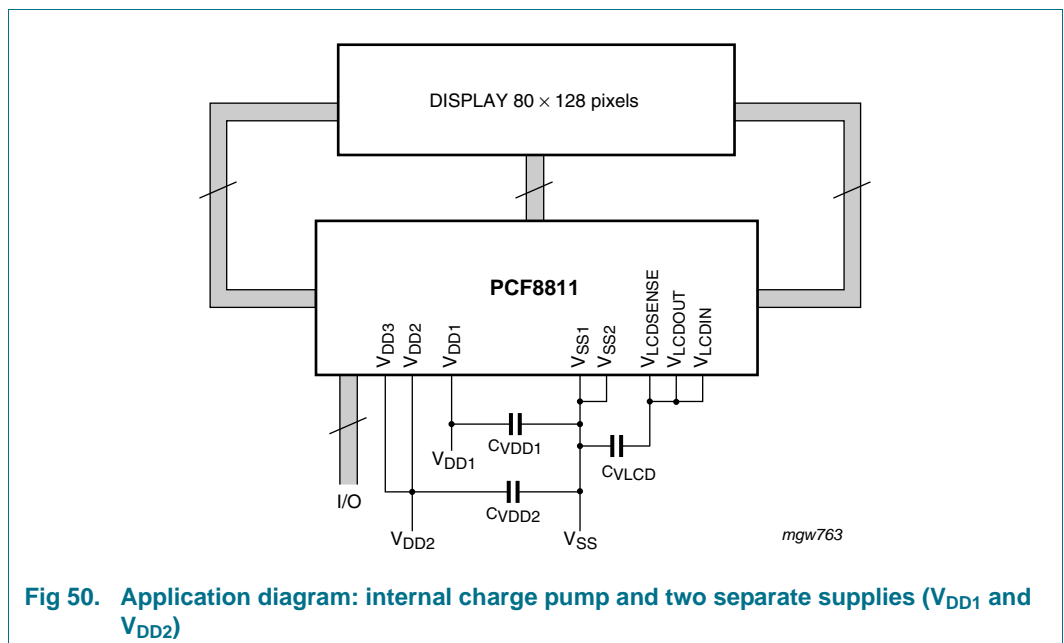 DISPLAY 80 × 128 pixels
PCF8811
VDD3
VDD2
VDD1
VSS1
VSS2
VLCDSENSE
VLCDOUT
VLCDIN
CVDD1
VDD1
CVLCD
I/O
CVDD2
VDD2
VSS
mgw763
Fig 50. Application diagram: internal charge pump and two separate supplies (VDD1 and
VDD2)